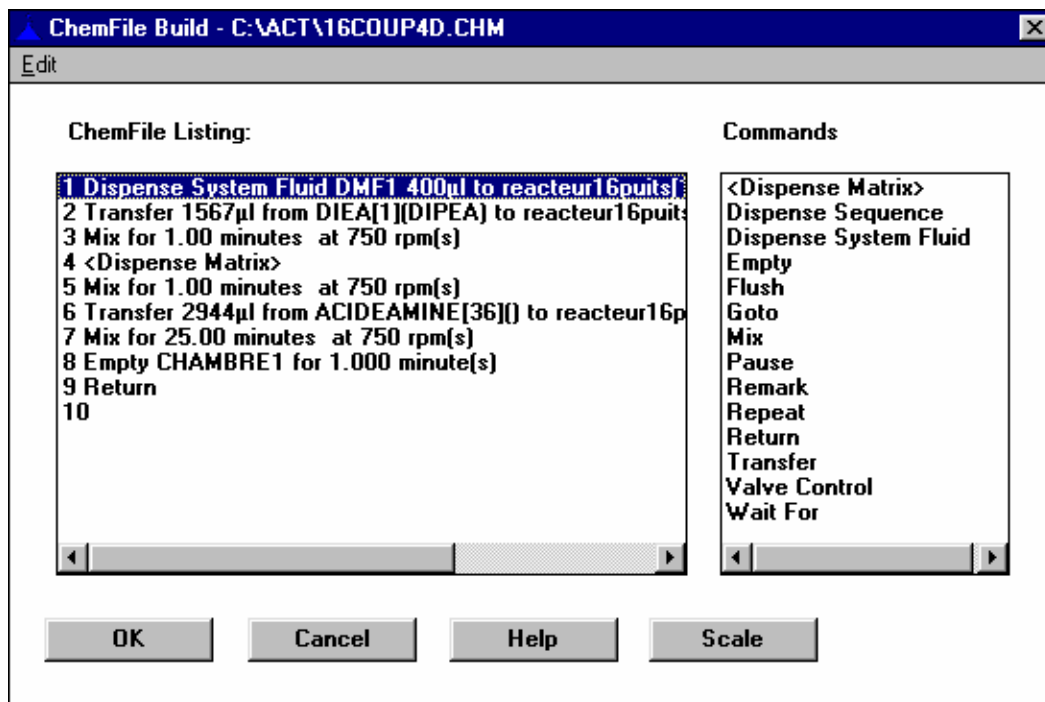 ChemFile Build - C:\ACT\16COUP4D.CHM
Edit
ChemFile Listing:
1 Dispense System Fluid DMF1 400µl to reacteur16puits[
2 Transfer 1567µl from DIEA[1](DIPEA) to reacteur16puits
3 Mix for 1.00 minutes  at 750 rpm(s)
4 <Dispense Matrix>
5 Mix for 1.00 minutes  at 750 rpm(s)
6 Transfer 2944µl from ACIDEAMINE[36]() to reacteur16p
7 Mix for 25.00 minutes  at 750 rpm(s)
8 Empty CHAMBRE1 for 1.000 minute(s)
9 Return
10
Commands
<Dispense Matrix>
Dispense Sequence
Dispense System Fluid
Empty
Flush
Goto
Mix
Pause
Remark
Repeat
Return
Transfer
Valve Control
Wait For
OK
Cancel
Help
Scale